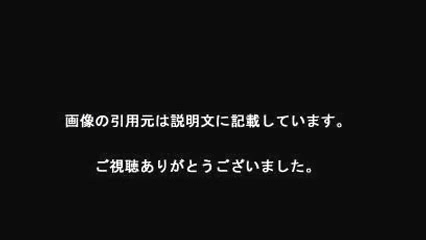 画像の引用元は説明文に記載しています。
ご視聴ありがとうございました。